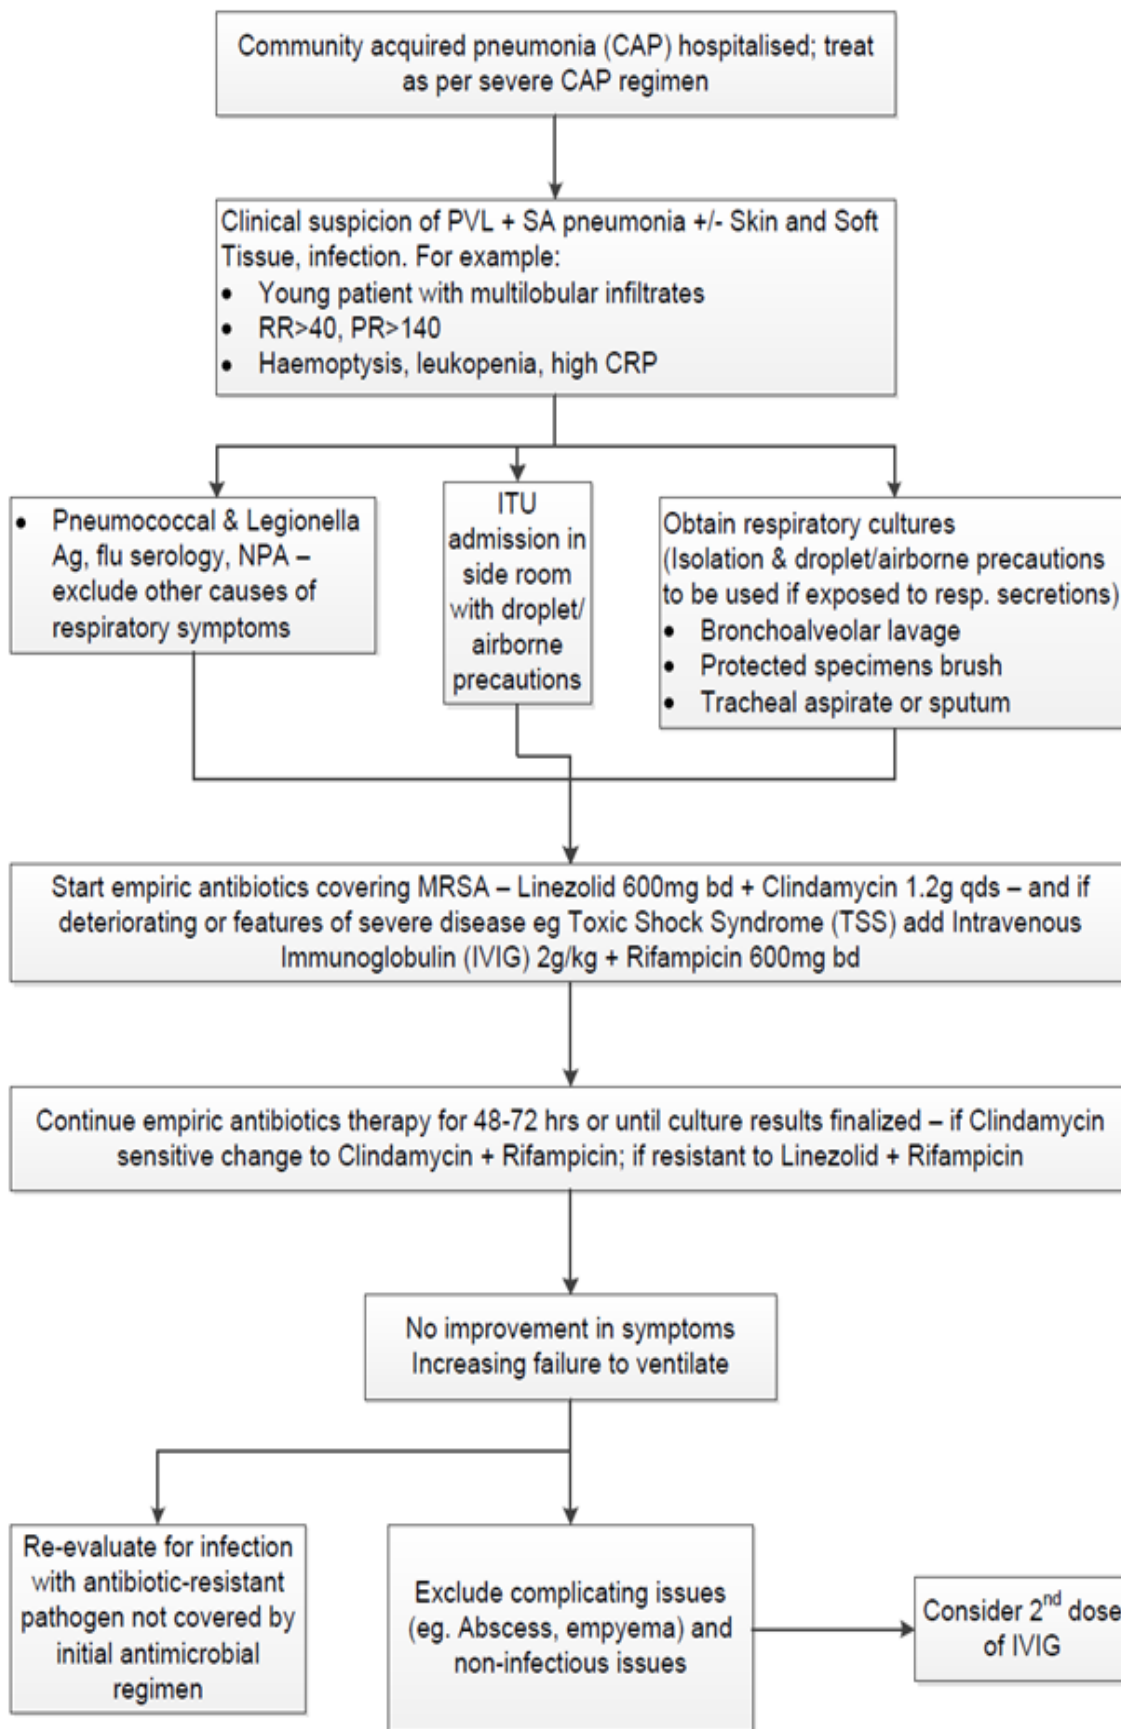 Community acquired pneumonia (CAP) hospitalised; treat
as per severe CAP regimen
Clinical suspicion of PVL + SA pneumonia +/- Skin and Soft
Tissue, infection. For example:
• Young patient with multilobular infiltrates
• RR>40, PR>140
• Haemoptysis, leukopenia, high CRP
• Pneumococcal & Legionella
Ag, flu serology, NPA –
exclude other causes of
respiratory symptoms
ITU
admission in
side room
with droplet/
airborne
precautions
Obtain respiratory cultures
(Isolation & droplet/airborne precautions
to be used if exposed to resp. secretions)
• Bronchoalveolar lavage
• Protected specimens brush
• Tracheal aspirate or sputum
Start empiric antibiotics covering MRSA – Linezolid 600mg bd + Clindamycin 1.2g qds – and if
deteriorating or features of severe disease eg Toxic Shock Syndrome (TSS) add Intravenous
Immunoglobulin (IVIG) 2g/kg + Rifampicin 600mg bd
Continue empiric antibiotics therapy for 48-72 hrs or until culture results finalized – if Clindamycin
sensitive change to Clindamycin + Rifampicin; if resistant to Linezolid + Rifampicin
No improvement in symptoms
Increasing failure to ventilate
Re-evaluate for infection
with antibiotic-resistant
pathogen not covered by
initial antimicrobial
regimen
Exclude complicating issues
(eg. Abscess, empyema) and
non-infectious issues
Consider 2nd dose
of IVIG